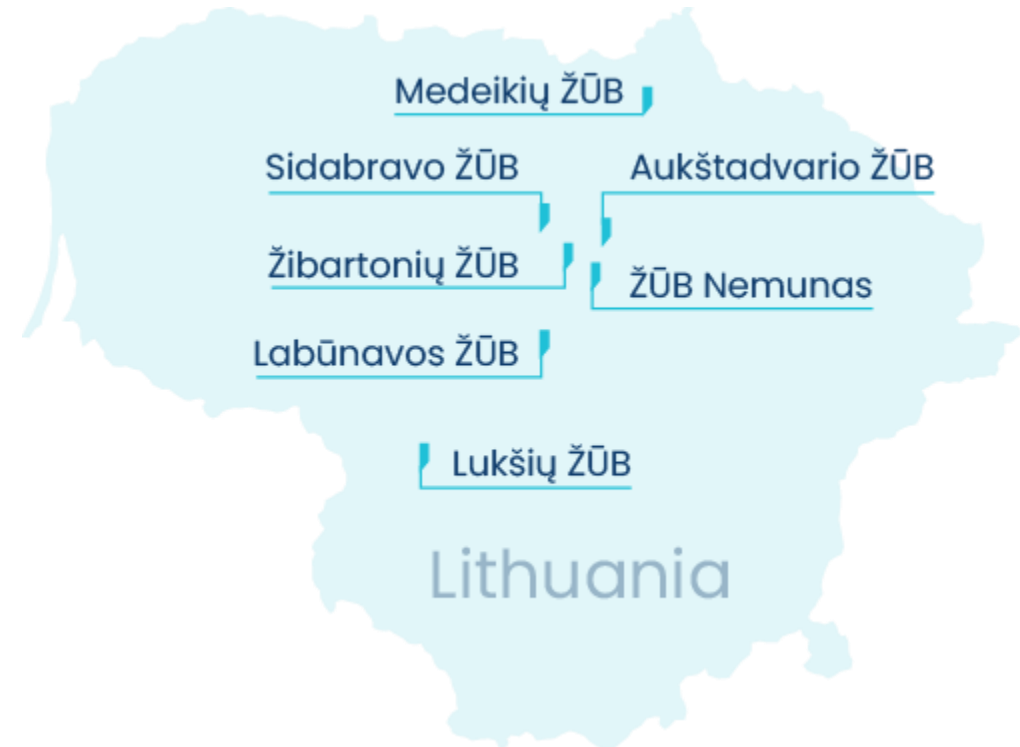 Medeikių ŽŪB
Sidabravo ŽŪB
Aukštadvario ŽŪB
Žibartonių ŽŪB
ŽŪB Nemunas
Labūnavos ŽŪB
Lukšių ŽŪB
Lithuania